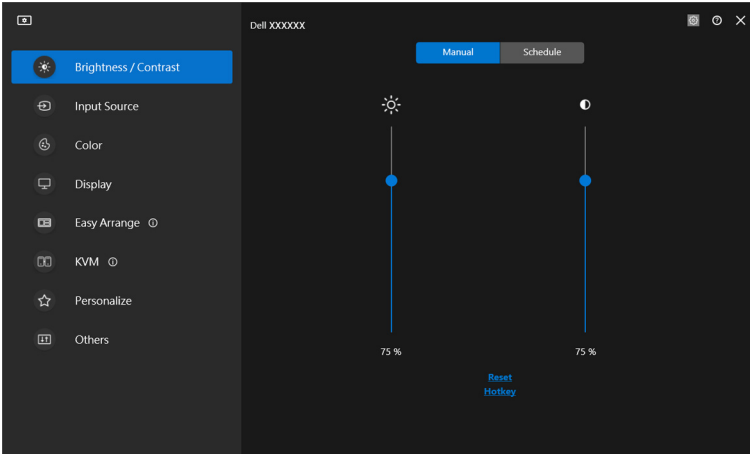 Dell XXXXXX
Manual
Schedule
Brightness / Contrast
Input Source
Color
Display
Easy Arrange
KVM
Personalize
Others
75 %
75 %
Reset
Hotkey